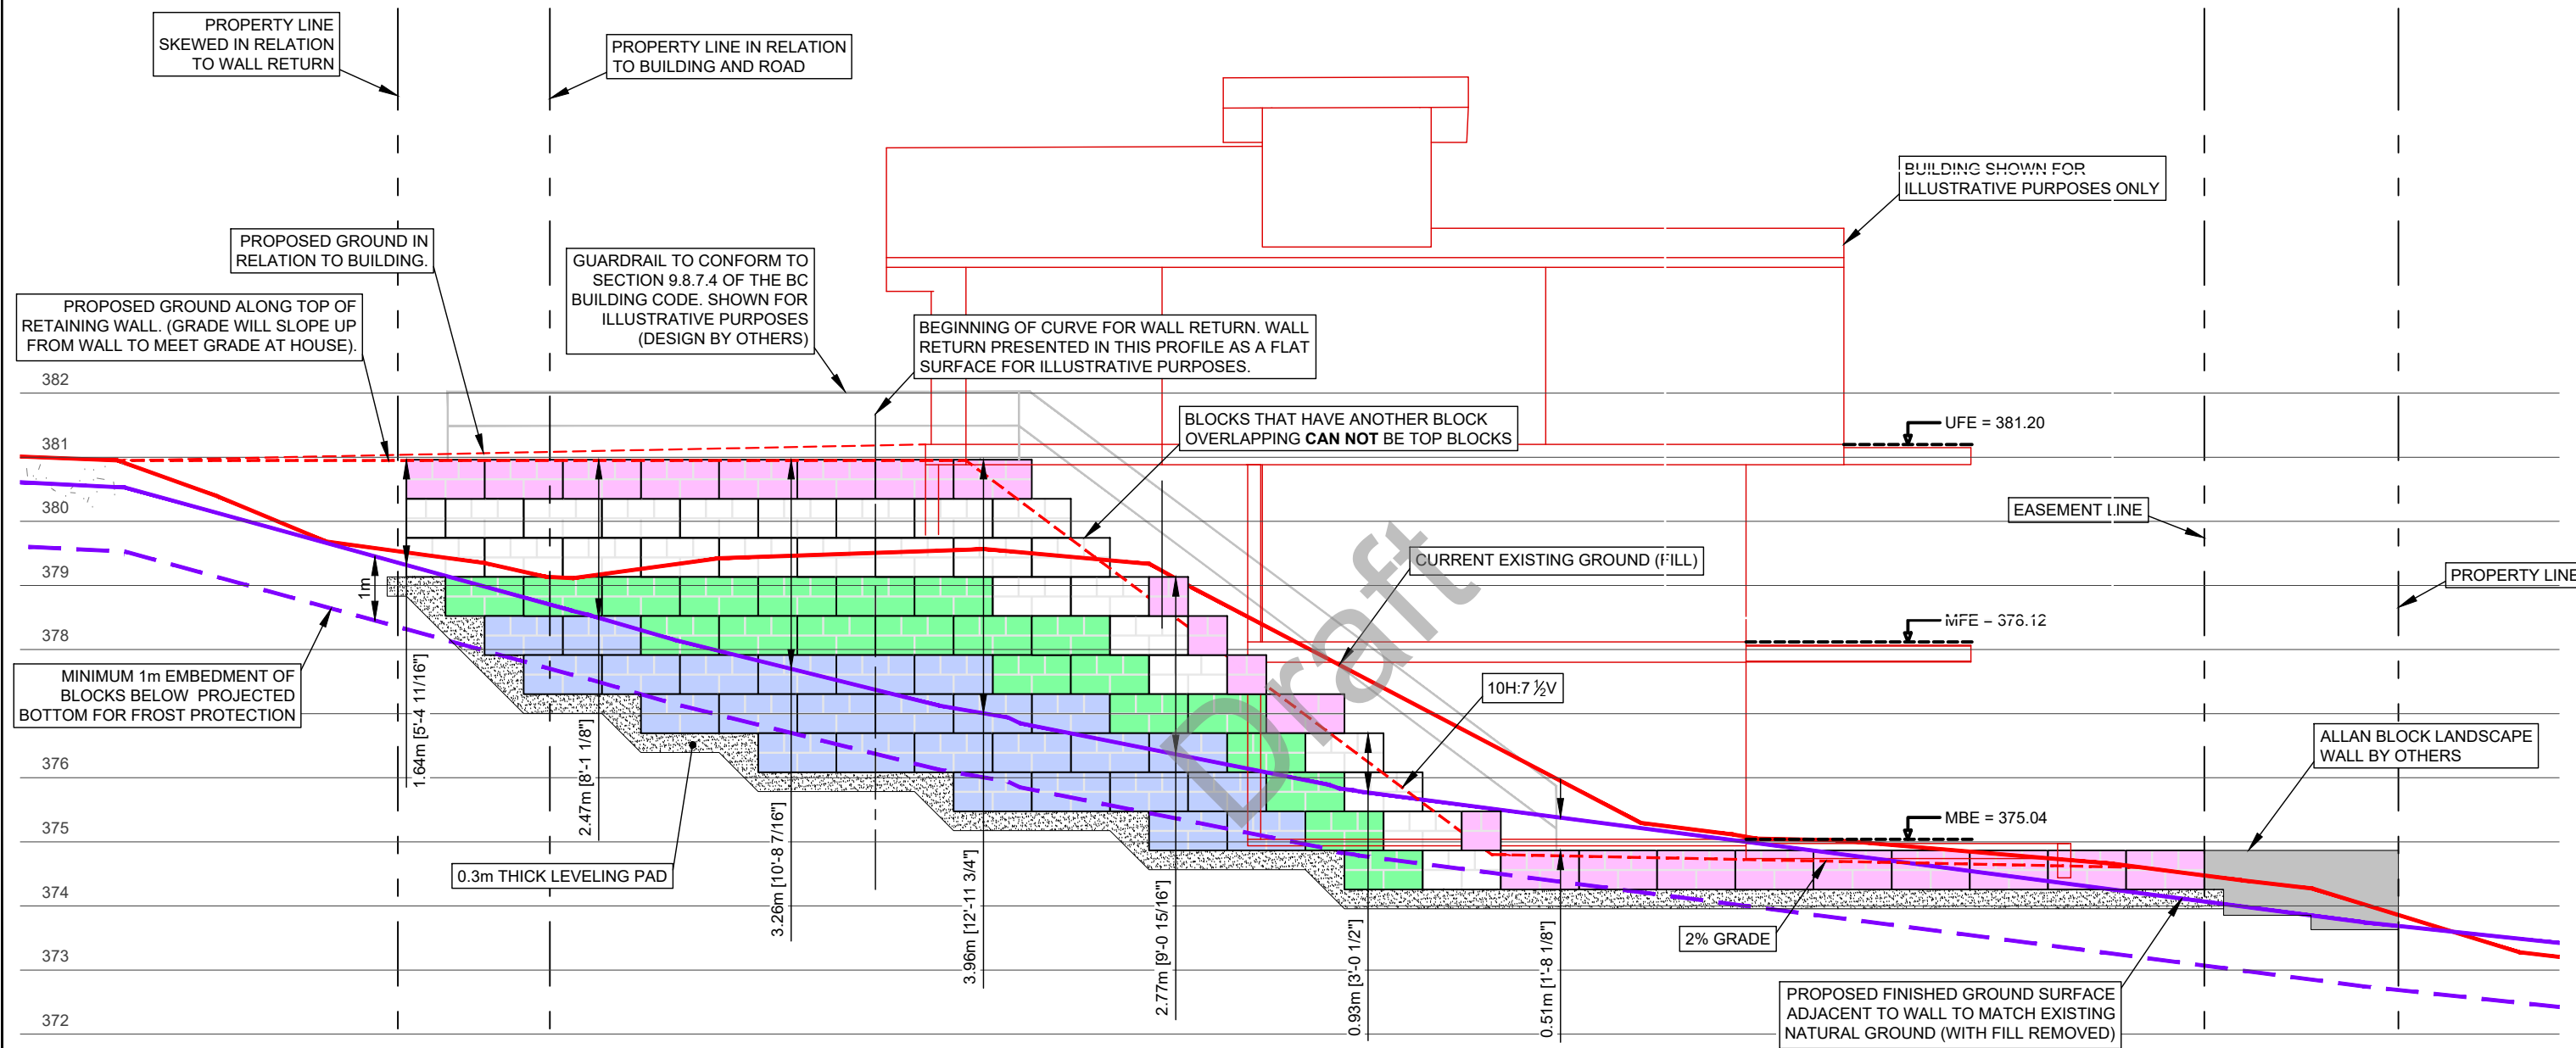 PROPERTY LINE
SKEWED IN RELATION
TO WALL RETURN
PROPERTY LINE IN RELATION
TO BUILDING AND ROAD
BUILDING SHOWN FOR
ILLUSTRATIVE PURPOSES ONLY
PROPOSED GROUND IN
RELATION TO BUILDING.
GUARDRAIL TO CONFORM TO
SECTION 9.8.7.4 OF THE BC
BUILDING CODE. SHOWN FOR
ILLUSTRATIVE PURPOSES
(DESIGN BY OTHERS)
PROPOSED GROUND ALONG TOP OF
RETAINING WALL. (GRADE WILL SLOPE UP
FROM WALL TO MEET GRADE AT HOUSE).
BEGINNING OF CURVE FOR WALL RETURN. WALL
RETURN PRESENTED IN THIS PROFILE AS A FLAT
SURFACE FOR ILLUSTRATIVE PURPOSES.
382
BLOCKS THAT HAVE ANOTHER BLOCK
OVERLAPPING CAN NOT BE TOP BLOCKS
UFE = 381.20
381
380
EASEMENT LINE
CURRENT EXISTING GROUND (FILL)
379
1m
PROPERTY LINE
378
MFE = 378.12
MINIMUM 1m EMBEDMENT OF
BLOCKS BELOW PROJECTED
BOTTOM FOR FROST PROTECTION
10H:7 ½V
Draft
ALLAN BLOCK LANDSCAPE
WALL BY OTHERS
376
375
MBE = 375.04
0.3m THICK LEVELING PAD
374
2% GRADE
373
PROPOSED FINISHED GROUND SURFACE
ADJACENT TO WALL TO MATCH EXISTING
NATURAL GROUND (WITH FILL REMOVED)
372
1.64m [5'-4 11/16"]
2.47m [8'-1 1/8"]
3.26m [10'-8 7/16"]
3.96m [12'-11 3/4"]
2.77m [9'-0 15/16"]
0.93m [3'-0 1/2"]
0.51m [1'-8 1/8"]